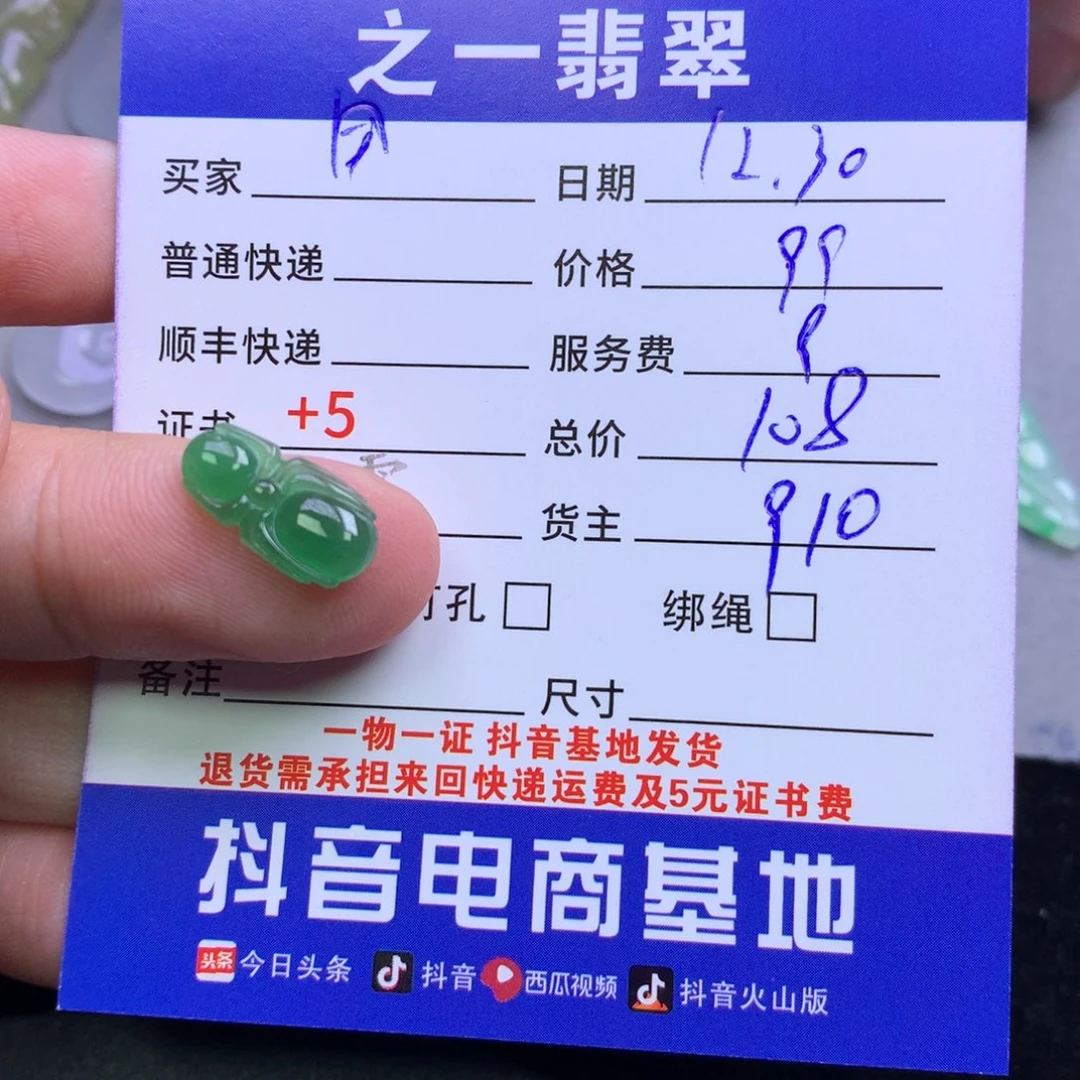 之一翡翠
买家 日期 12.30
普通快递 价格 99
顺丰快递 服务费 9
证书 +5 总价 108
货主 910
打孔 绑绳
备注 尺寸
一物一证 抖音基地发货
退货需承担来回快递运费及5元证书费
抖音电商基地
头条 今日头条 抖音 西瓜视频 抖音火山版